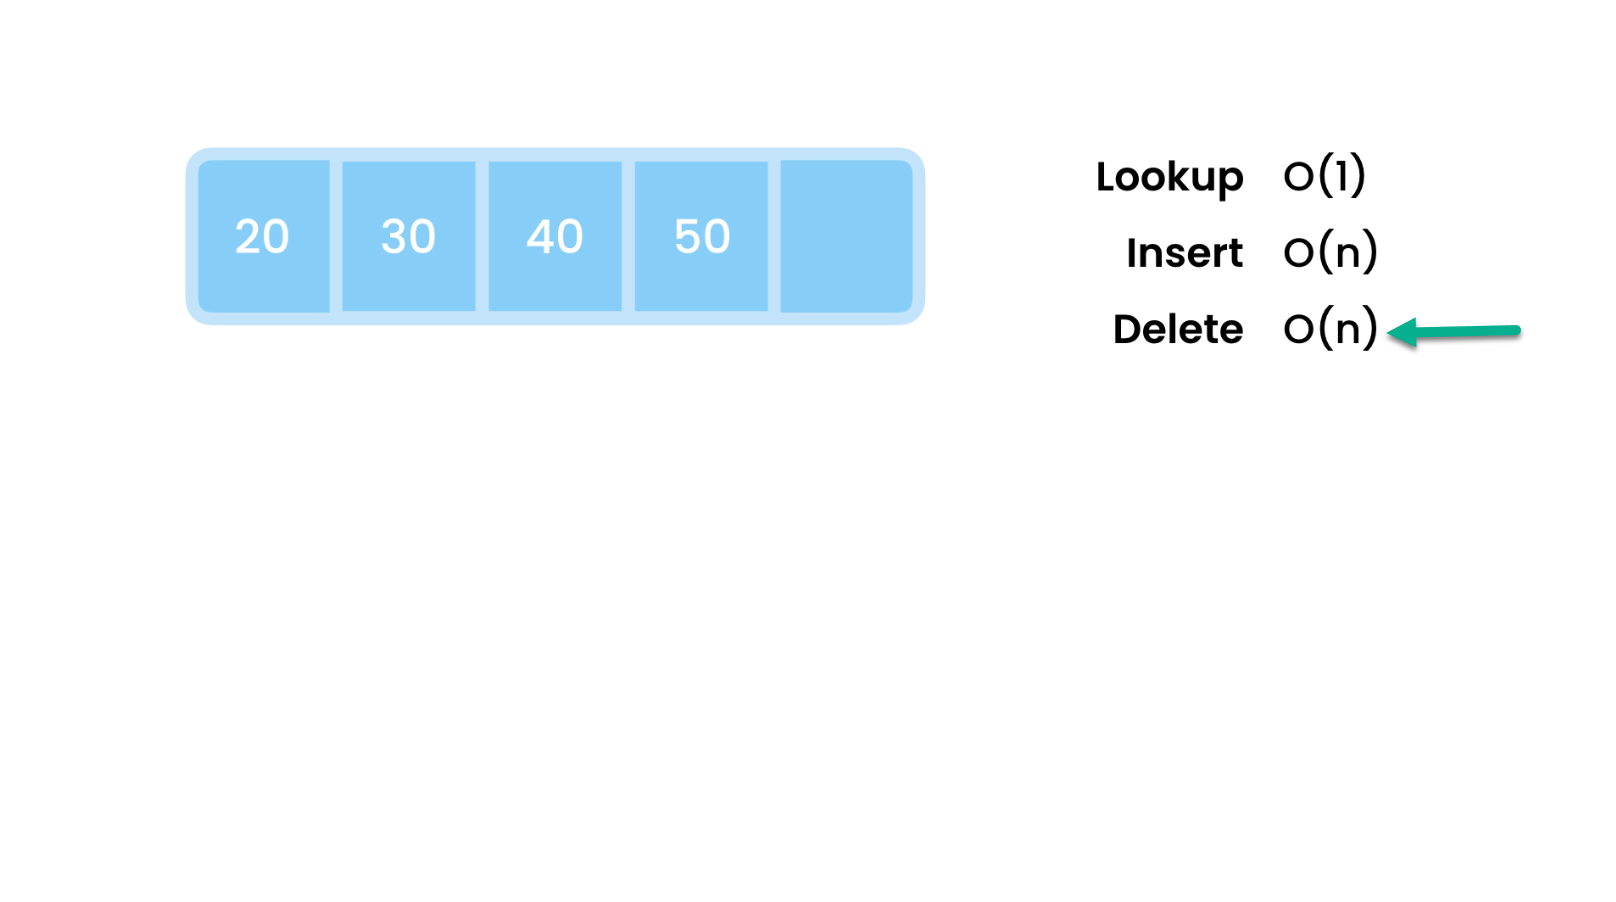 20 30 40 50
Lookup O(1)
Insert O(n)
Delete O(n)